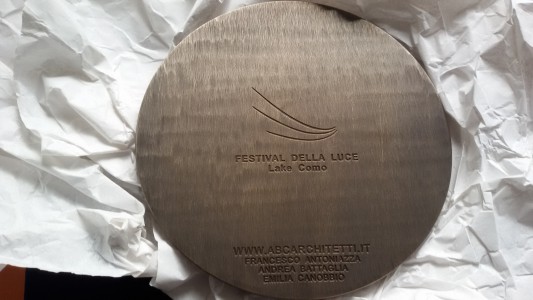 FESTIVAL DELLA LUCE
Lake Como
WWW.ABCARCHITETTI.IT
FRANCESCO ANTONIAZZA
ANDREA BATTAGLIA
EMILIA CANOBBIO